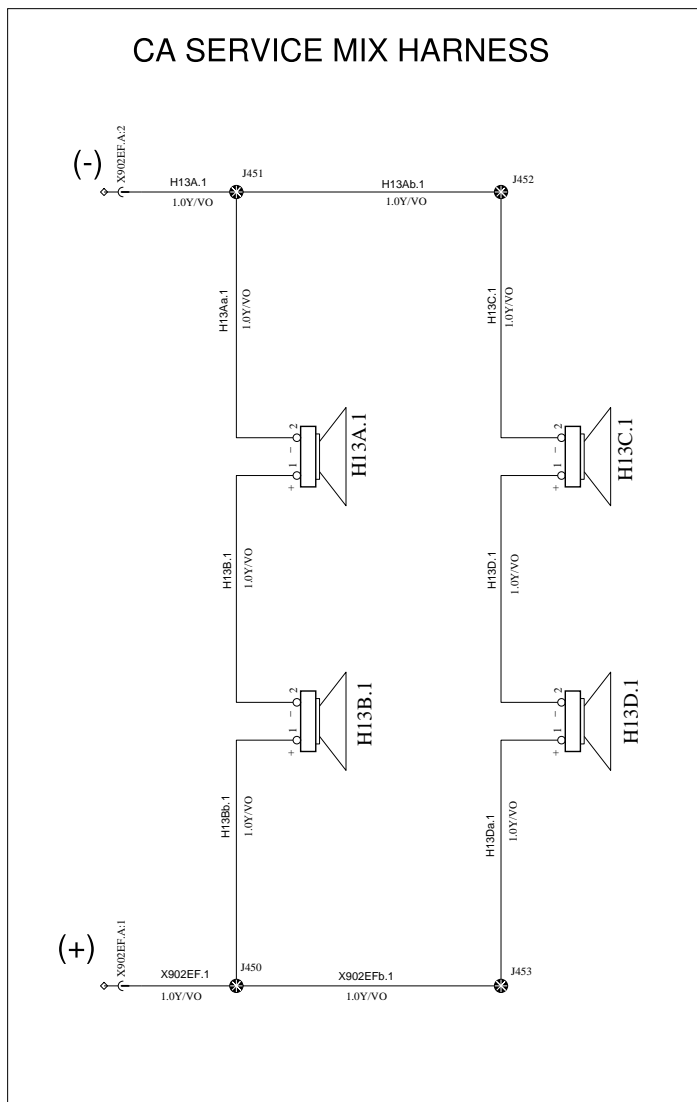 CA SERVICE MIX HARNESS
(-)
X902EF.A:2
H13A.1
1.0Y/VO
J451
H13Ab.1
1.0Y/VO
J452
H13Aa.1
1.0Y/VO
H13C.1
1.0Y/VO
2
–
1
+
H13A.1
2
–
1
+
H13C.1
H13B.1
1.0Y/VO
H13D.1
1.0Y/VO
2
–
1
+
H13B.1
2
–
1
+
H13D.1
H13Bb.1
1.0Y/VO
H13Da.1
1.0Y/VO
(+)
X902EF.A:1
X902EF.1
1.0Y/VO
J450
X902EFb.1
1.0Y/VO
J453